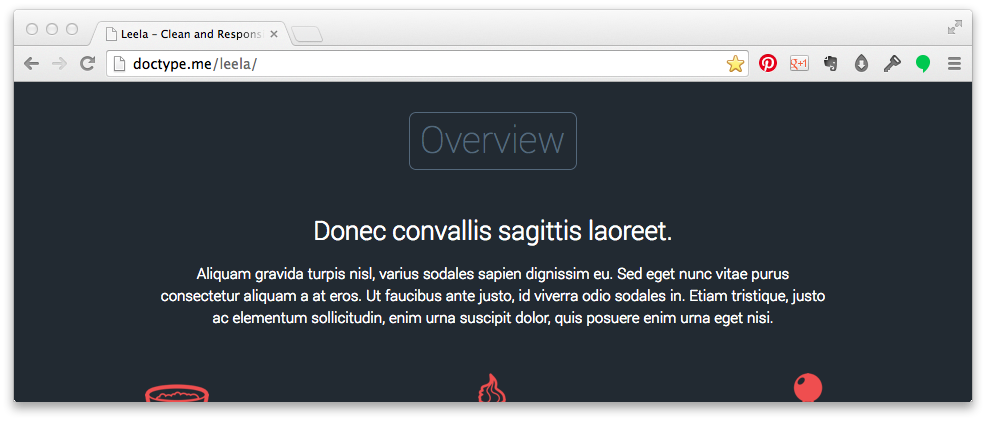 Leela – Clean and Respons
doctype.me/leela/
g+1
Overview
Donec convallis sagittis laoreet.
Aliquam gravida turpis nisl, varius sodales sapien dignissim eu. Sed eget nunc vitae purus
consectetur aliquam a at eros. Ut faucibus ante justo, id viverra odio sodales in. Etiam tristique, justo
ac elementum sollicitudin, enim urna suscipit dolor, quis posuere enim urna eget nisi.